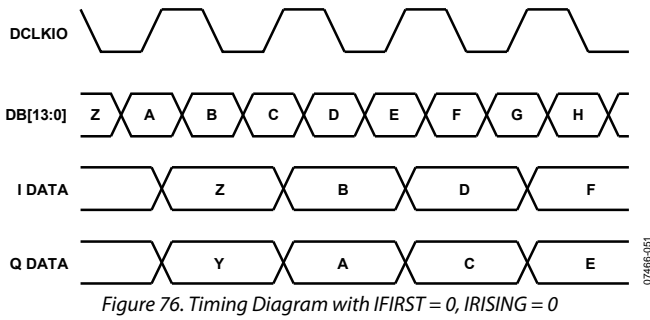 DCLKIO
DB[13:0] Z A B C D E F G H
I DATA Z B D F
Q DATA Y A C E
07466-051
Figure 76. Timing Diagram with IFIRST = 0, IRISING = 0